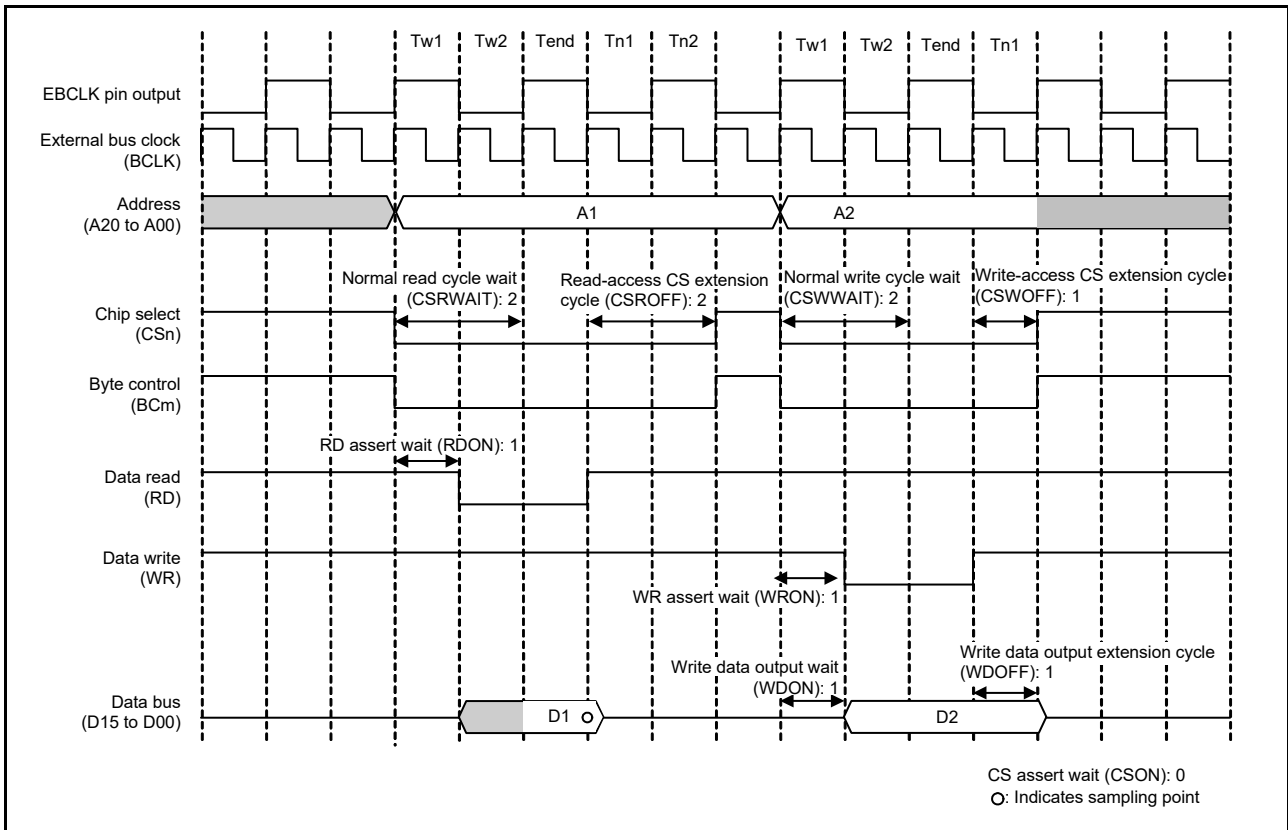 Tw1 Tw2 Tend Tn1 Tn2 Tw1 Tw2 Tend Tn1
EBCLK pin output
External bus clock
(BCLK)
Address
(A20 to A00)
A1 A2
Normal read cycle wait
(CSRWAIT): 2
Read-access CS extension
cycle (CSROFF): 2
Normal write cycle wait
(CSWWAIT): 2
Write-access CS extension cycle
(CSWOFF): 1
Chip select
(CSn)
Byte control
(BCm)
RD assert wait (RDON): 1
Data read
(RD)
Data write
(WR)
WR assert wait (WRON): 1
Write data output wait
(WDON): 1
Write data output extension cycle
(WDOFF): 1
Data bus
(D15 to D00)
D1 D2
CS assert wait (CSON): 0
O: Indicates sampling point